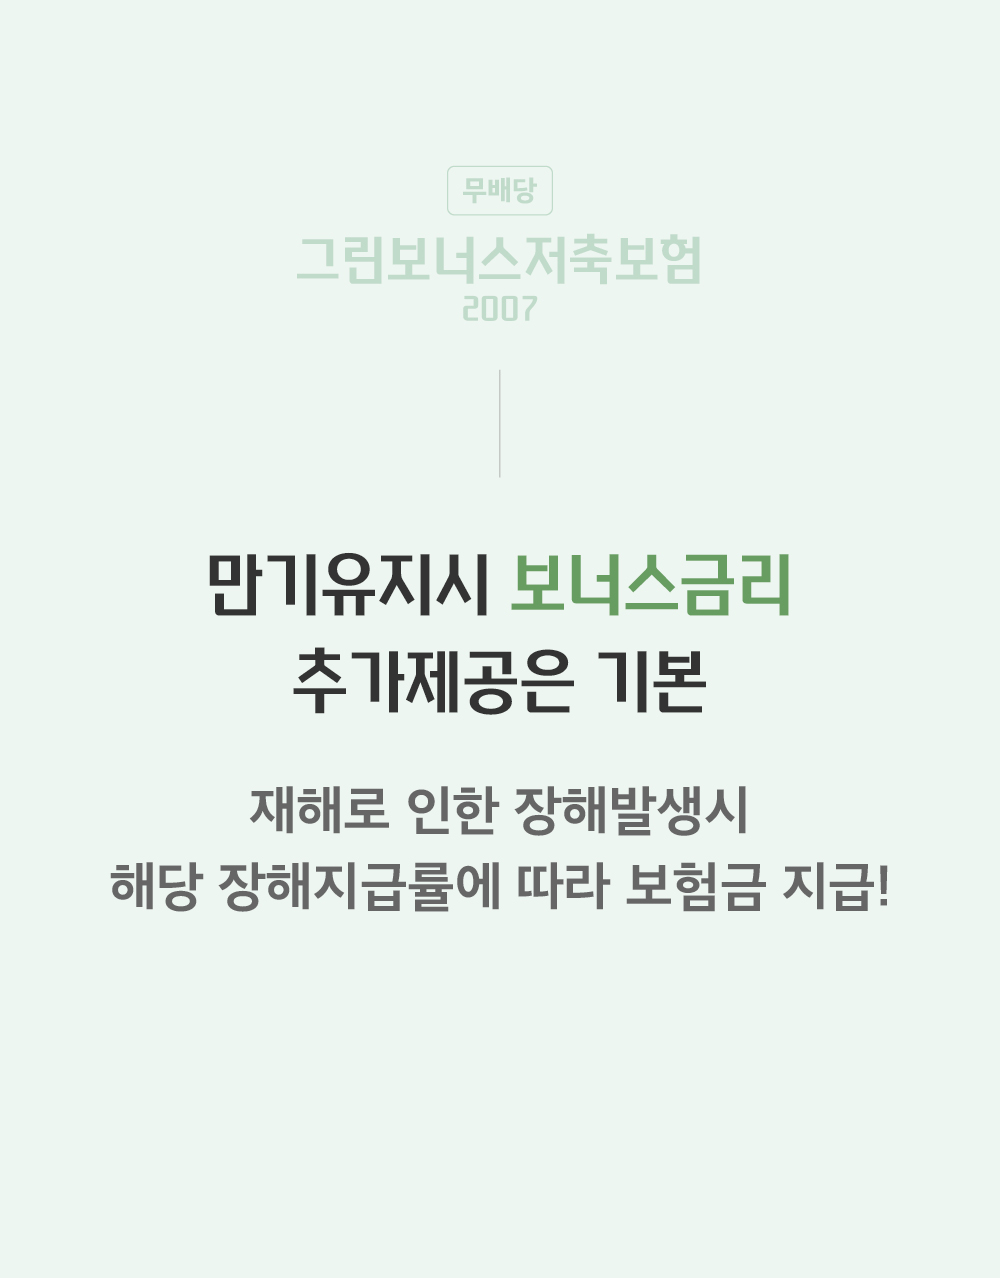 무배당
그린보너스저축보험
2007
만기유지시 보너스금리
추가제공은 기본
재해로 인한 장해발생시
해당 장해지급률에 따라 보험금 지급!